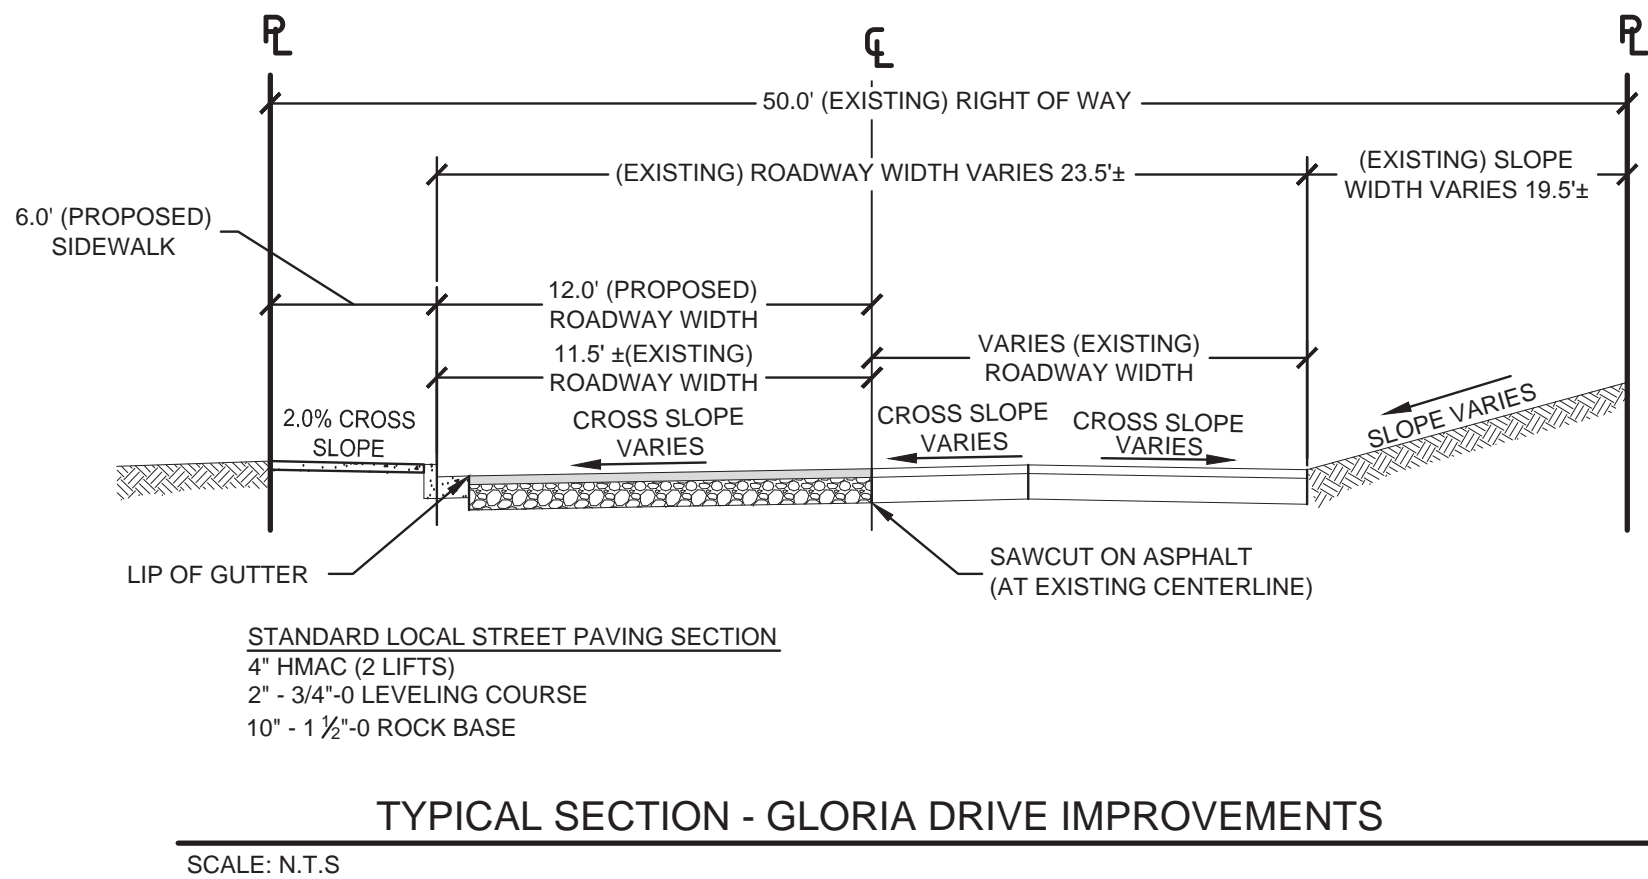 PL
CL
PL
50.0' (EXISTING) RIGHT OF WAY
(EXISTING) ROADWAY WIDTH VARIES 23.5'±
(EXISTING) SLOPE
WIDTH VARIES 19.5'±
6.0' (PROPOSED)
SIDEWALK
12.0' (PROPOSED)
ROADWAY WIDTH
11.5' ±(EXISTING)
ROADWAY WIDTH
VARIES (EXISTING)
ROADWAY WIDTH
2.0% CROSS
SLOPE
CROSS SLOPE
VARIES
CROSS SLOPE
VARIES
CROSS SLOPE
VARIES
SLOPE VARIES
LIP OF GUTTER
SAWCUT ON ASPHALT
(AT EXISTING CENTERLINE)
STANDARD LOCAL STREET PAVING SECTION
4" HMAC (2 LIFTS)
2" - 3/4"-0 LEVELING COURSE
10" - 1 ½"-0 ROCK BASE
TYPICAL SECTION - GLORIA DRIVE IMPROVEMENTS
SCALE: N.T.S